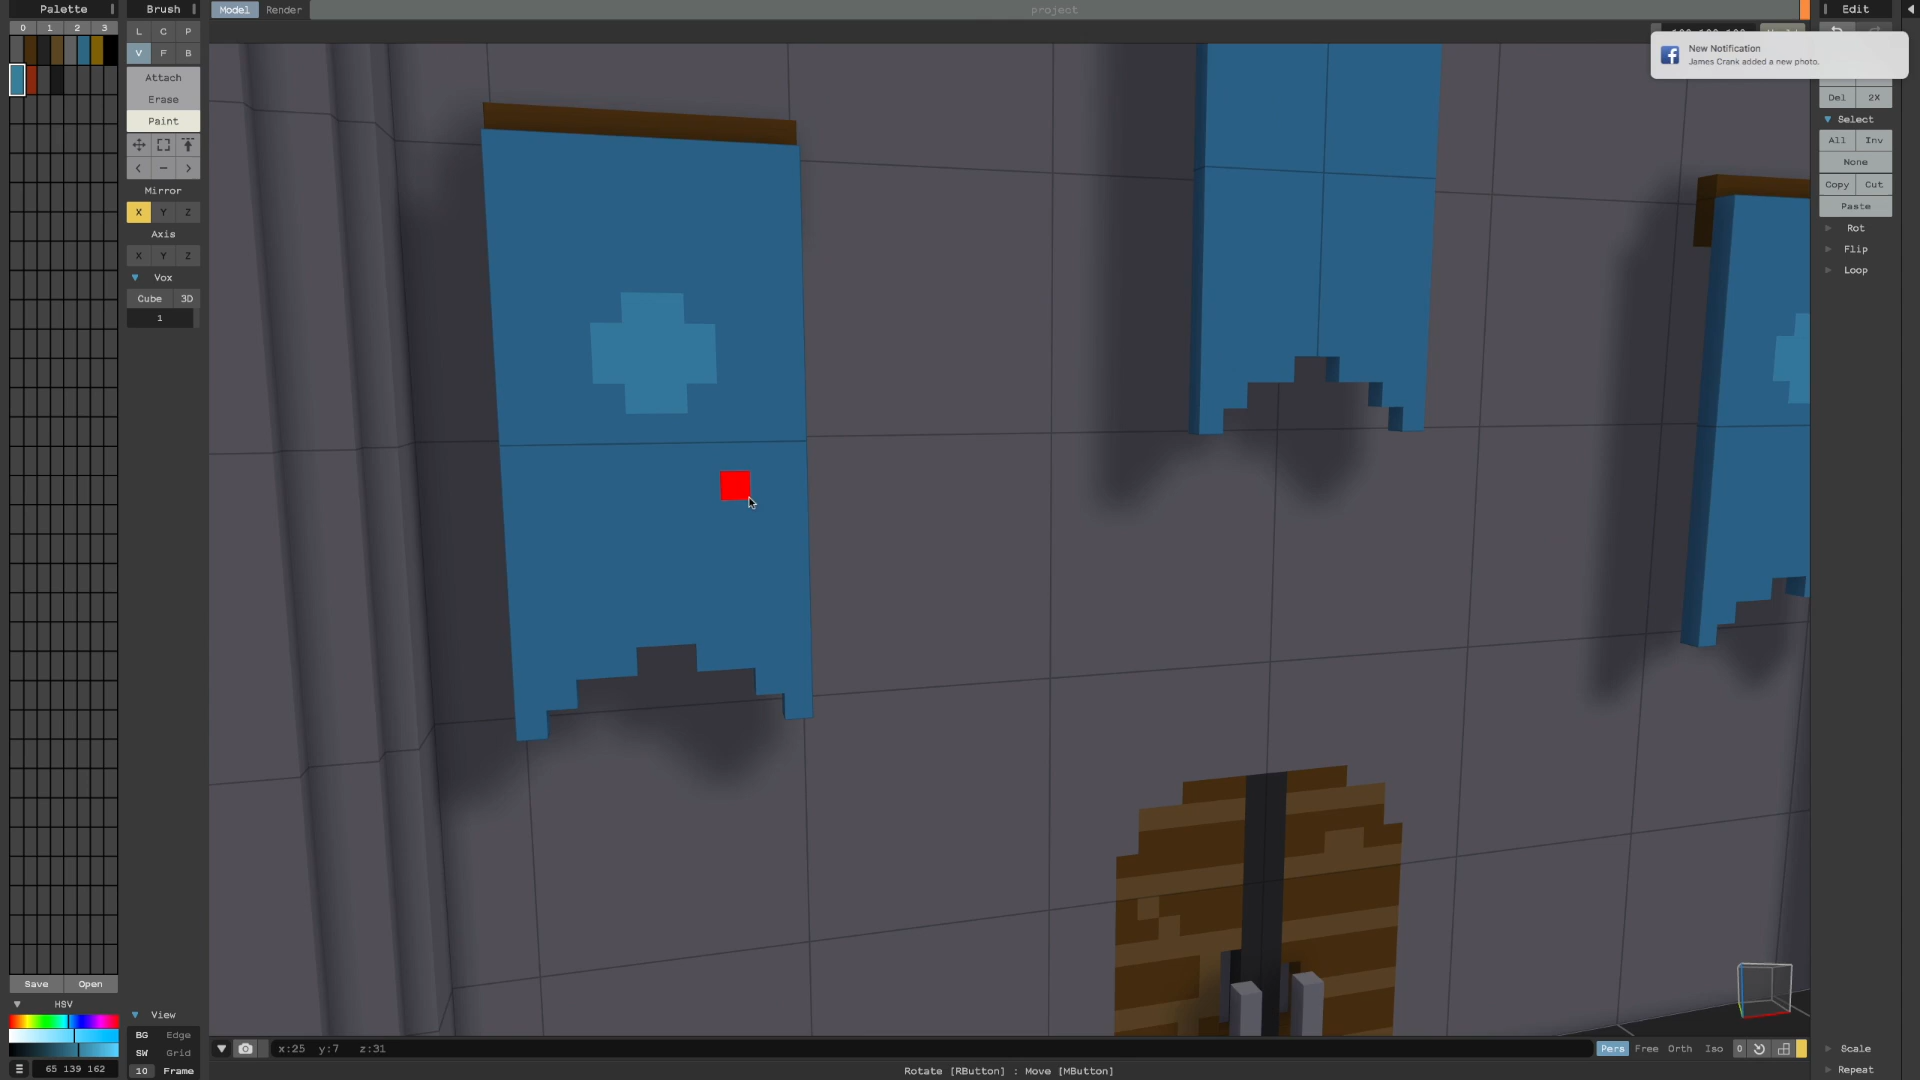 Palette
Brush
Model
Render
project
Edit
0 1 2 3
L C P
V F B
Attach
Erase
Paint
Mirror
X Y Z
Axis
X Y Z
Vox
Cube 3D
1
New Notification
James Crank added a new photo.
Del 2X
Select
All Inv
None
Copy Cut
Paste
Rot
Flip
Loop
Save Open
HSV
65 139 162
View
BG Edge
SW Grid
10 Frame
x:25 y:7 z:31
Pers Free Orth Iso 0
Rotate [RButton] : Move [MButton]
Scale
Repeat